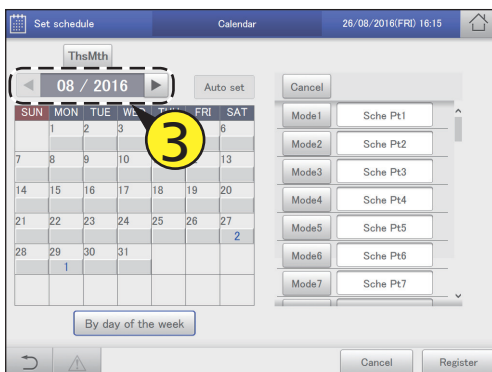 Set schedule Calendar 26/08/2016(FRI) 16:15
ThsMth
08 / 2016 Auto set Cancel
SUN MON TUE FRI SAT
1 2 3 6
7 8 9 10 13
14 15 16 17 18 19 20
21 22 23 24 25 26 27
2
28 29 30 31
1
3
By day of the week
Mode1 Sche Pt1
Mode2 Sche Pt2
Mode3 Sche Pt3
Mode4 Sche Pt4
Mode5 Sche Pt5
Mode6 Sche Pt6
Mode7 Sche Pt7
Cancel Register